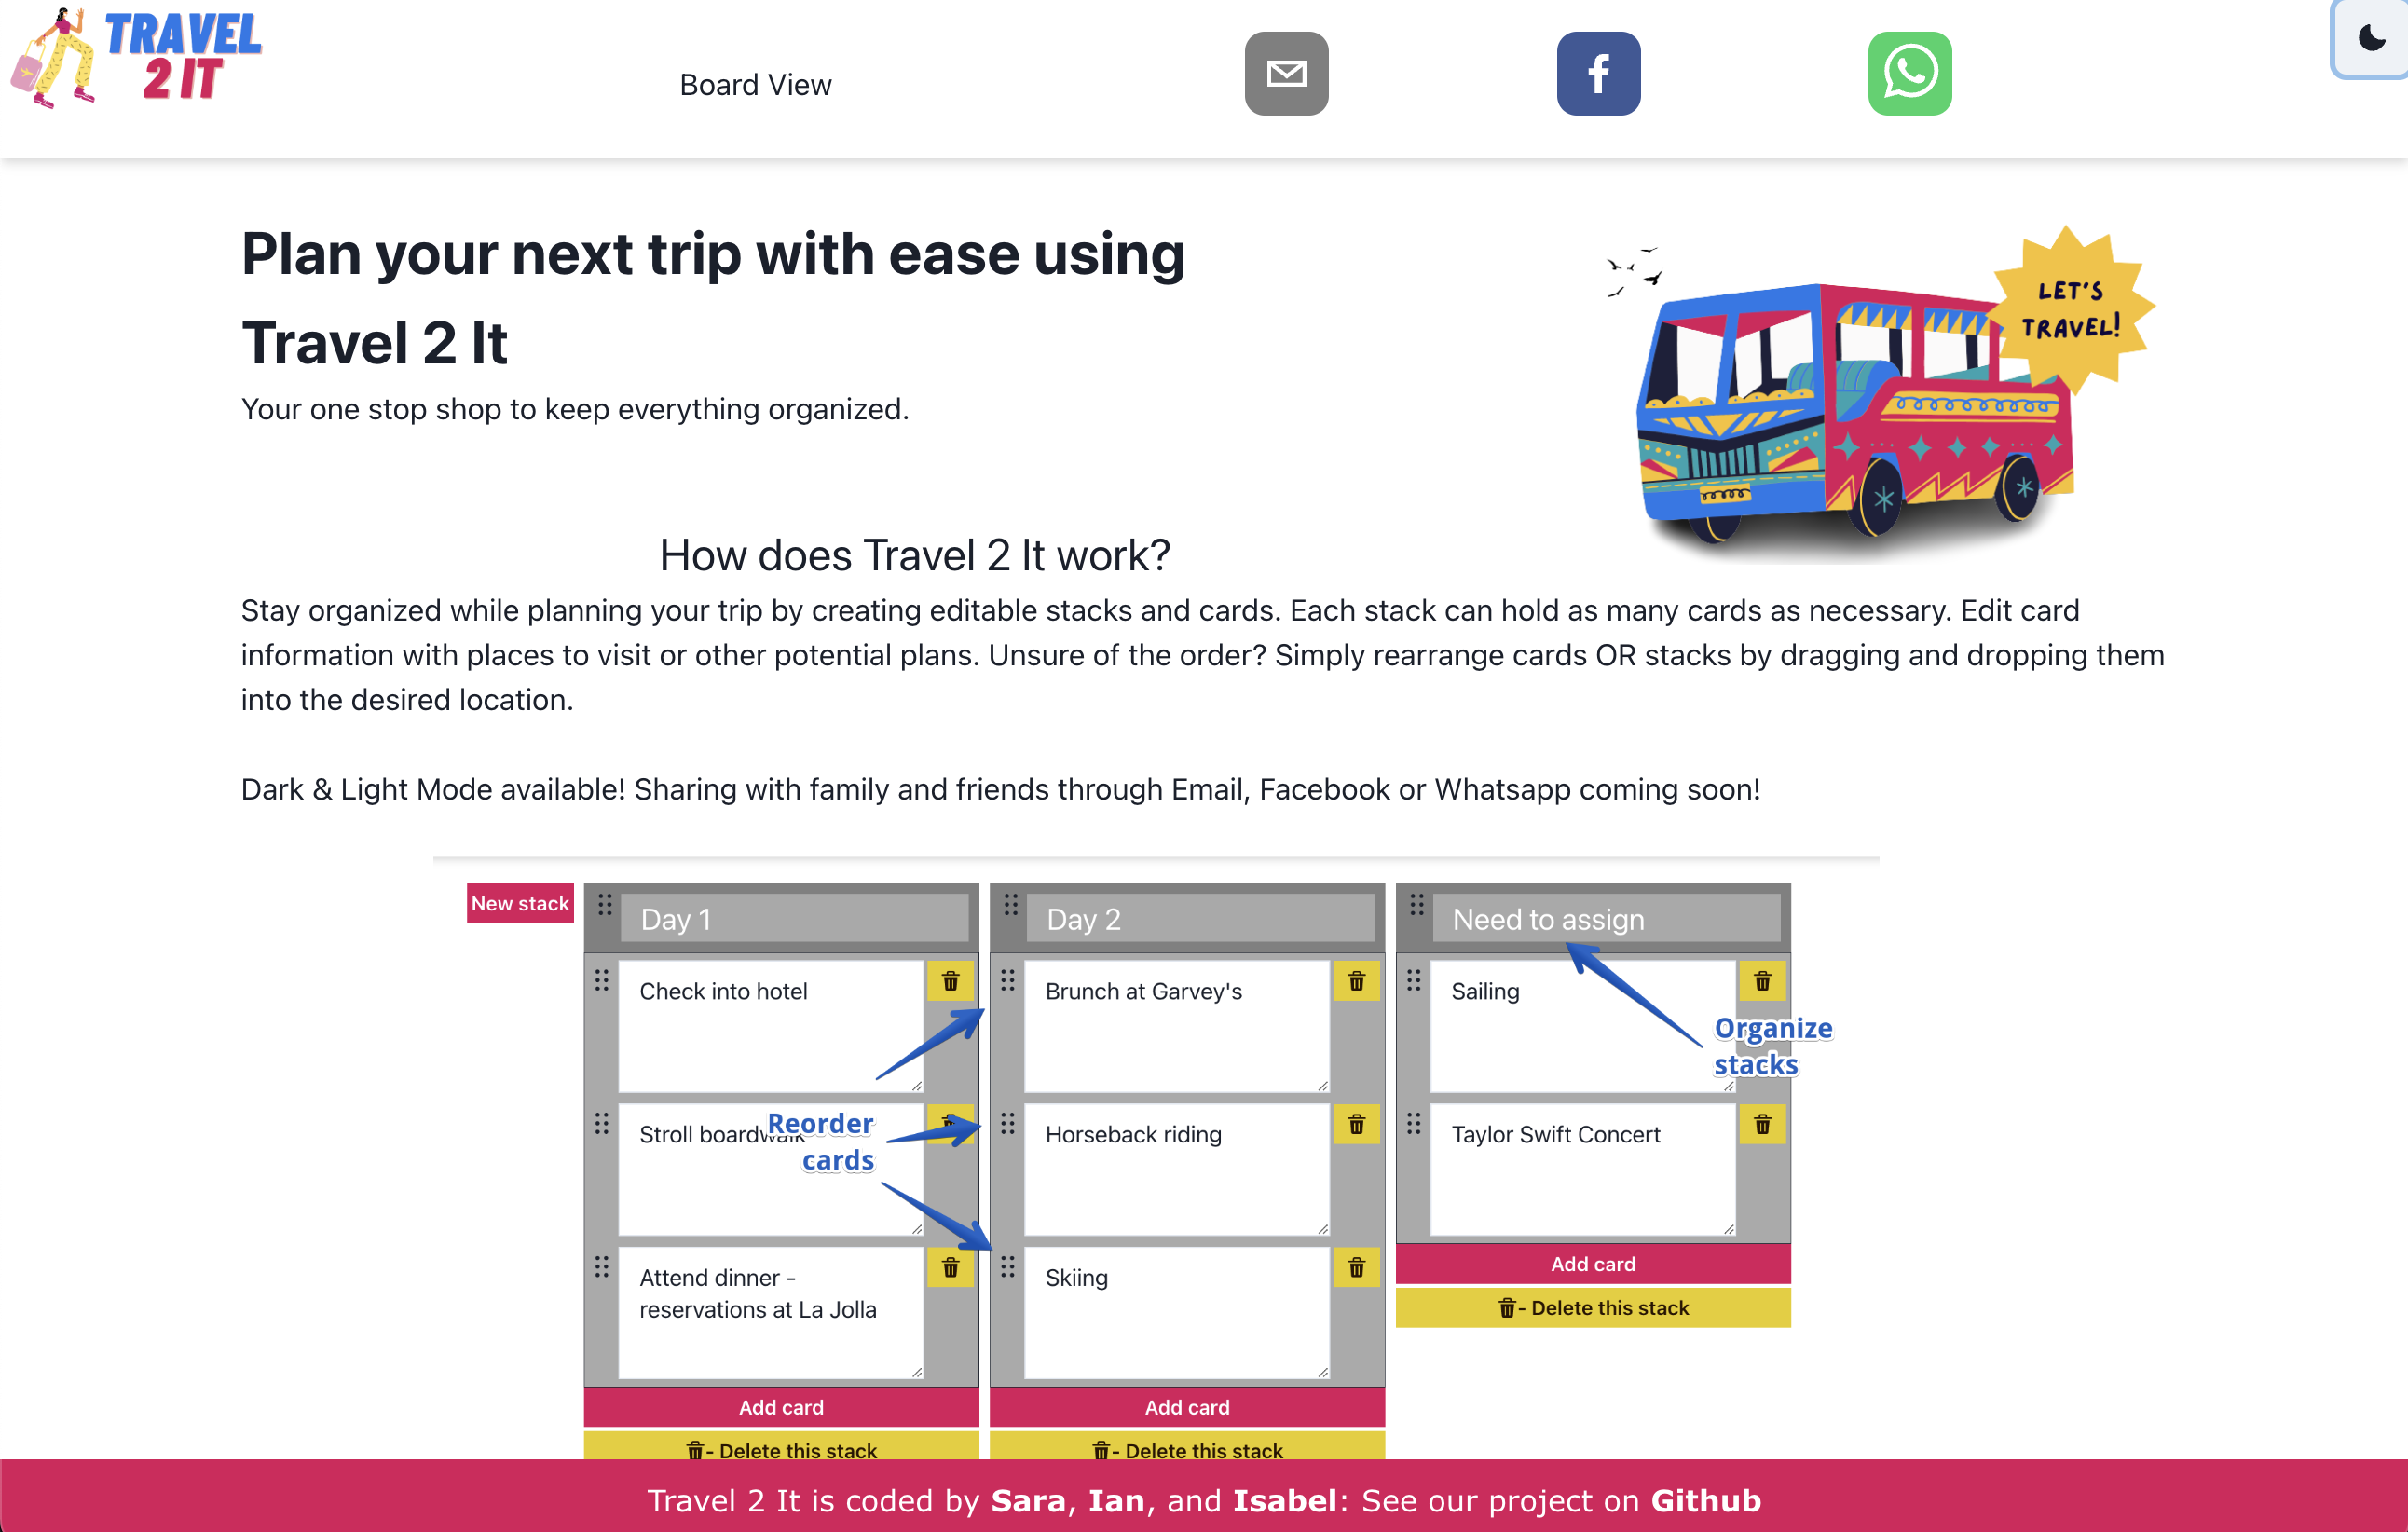 TRAVEL
2 IT
Board View
Plan your next trip with ease using
Travel 2 It
Your one stop shop to keep everything organized.
LET'S
TRAVEL!
How does Travel 2 It work?
Stay organized while planning your trip by creating editable stacks and cards. Each stack can hold as many cards as necessary. Edit card
information with places to visit or other potential plans. Unsure of the order? Simply rearrange cards OR stacks by dragging and dropping them
into the desired location.
Dark & Light Mode available! Sharing with family and friends through Email, Facebook or Whatsapp coming soon!
New stack
Day 1
Check into hotel
Stroll boardwalk
Attend dinner -
reservations at La Jolla
Add card
- Delete this stack
Reorder
cards
Day 2
Brunch at Garvey's
Horseback riding
Skiing
Add card
- Delete this stack
Need to assign
Sailing
Taylor Swift Concert
Add card
- Delete this stack
Organize
stacks
Travel 2 It is coded by Sara, Ian, and Isabel: See our project on Github